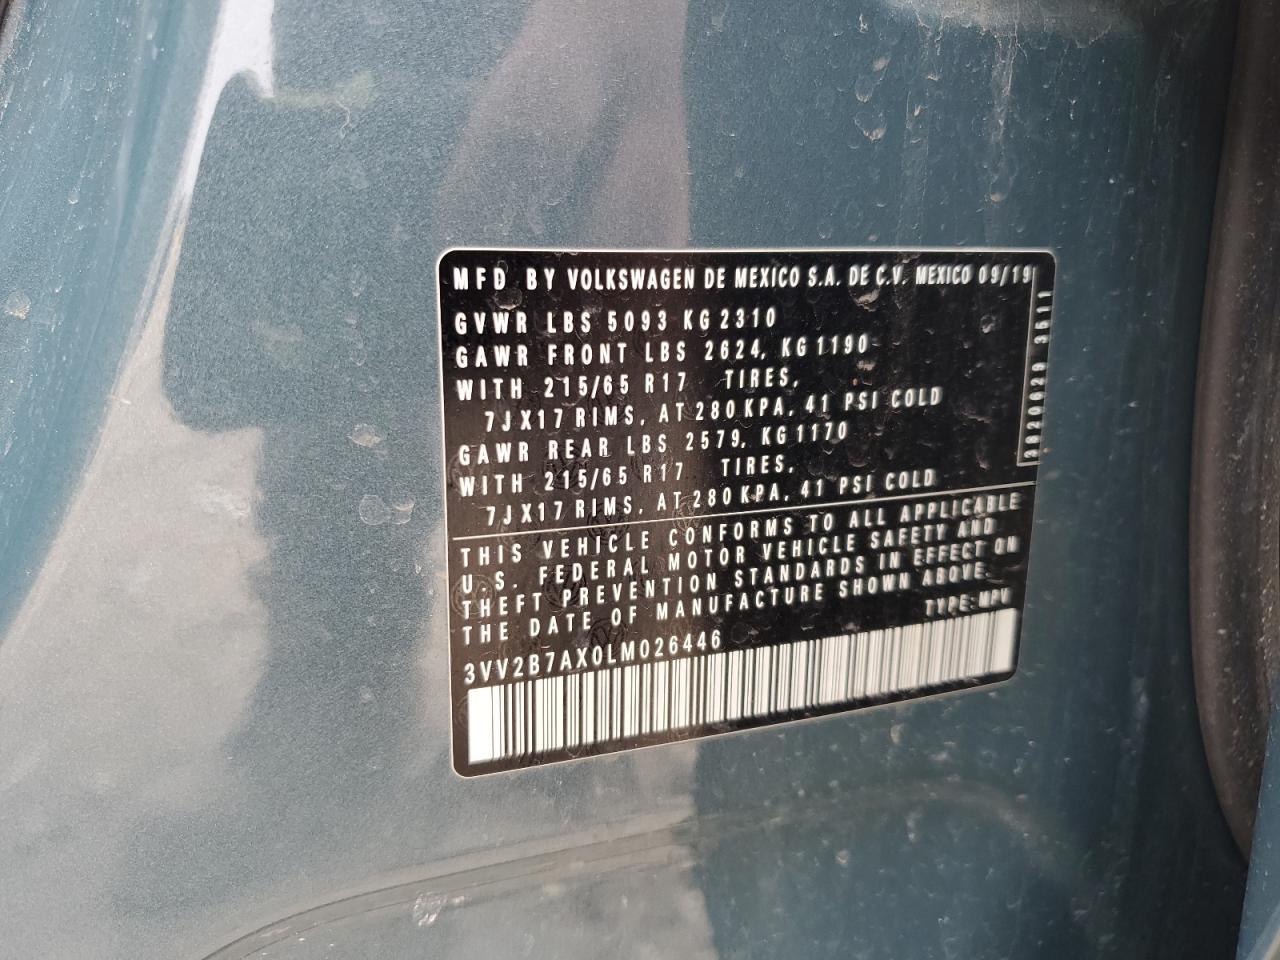 MFD BY VOLKSWAGEN DE MEXICO S.A. DE C.V. MEXICO 09/19
GVWR LBS 5093 KG 2310
GAWR FRONT LBS 2624, KG 1190
WITH 215/65 R17 TIRES,
7JX17 RIMS, AT 280 KPA, 41 PSI COLD
GAWR REAR LBS 2579, KG 1170
WITH 215/65 R17 TIRES,
7JX17 RIMS, AT 280 KPA, 41 PSI COLD
THIS VEHICLE CONFORMS TO ALL APPLICABLE
U.S. FEDERAL MOTOR VEHICLE SAFETY AND
THEFT PREVENTION STANDARDS IN EFFECT ON
THE DATE OF MANUFACTURE SHOWN ABOVE
TYPE: MPV
3VV2B7AX0LM026446
3611